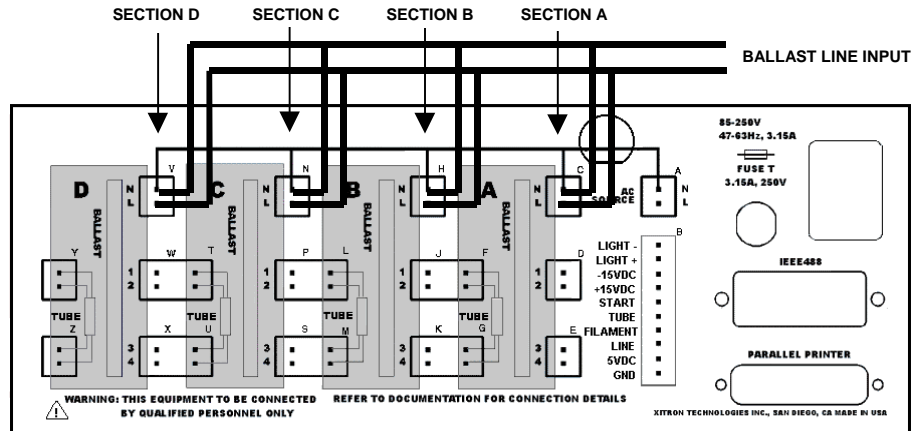 SECTION D SECTION C SECTION B SECTION A
BALLAST LINE INPUT
85-250V
47-63Hz, 3.15A
FUSE T
3.15A, 250V
V N H C A
D C B A
N N N N AC N
L L L L SOURCE L
BALLAST BALLAST BALLAST BALLAST
B
Y W T P L J F D
1 1 1 1
2 2 2 2
TUBE TUBE TUBE TUBE
Z X U S M K G E
3 3 3 3
4 4 4 4
LIGHT -
LIGHT +
-15VDC
+15VDC
START
TUBE
FILAMENT
LINE
5VDC
GND
IEEE488
PARALLEL PRINTER
WARNING: THIS EQUIPMENT TO BE CONNECTED
BY QUALIFIED PERSONNEL ONLY
REFER TO DOCUMENTATION FOR CONNECTION DETAILS
XITRON TECHNOLOGIES INC., SAN DIEGO, CA MADE IN USA